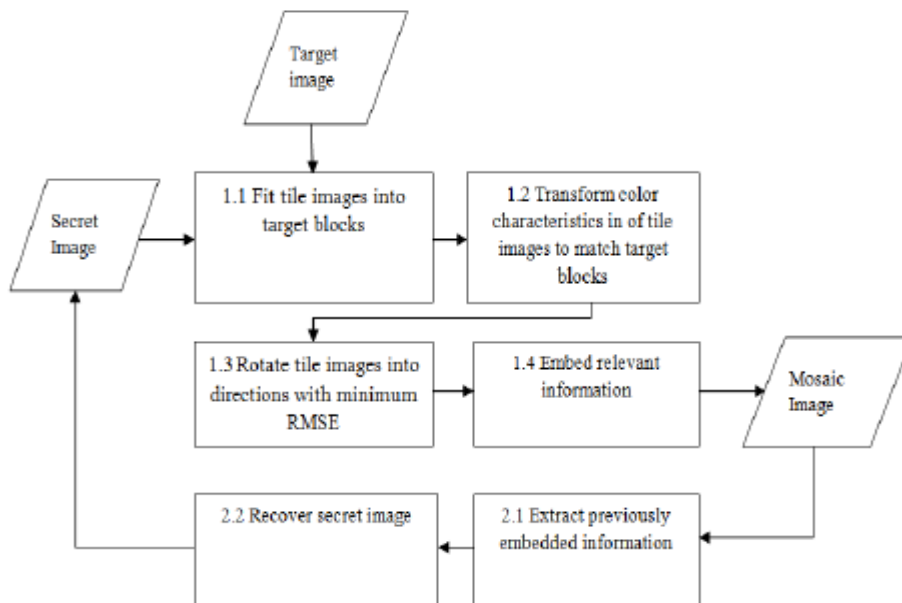 Target
image
Secret
Image
1.1 Fit tile images into
target blocks
1.2 Transform color
characteristics in of tile
images to match target
blocks
1.3 Rotate tile images into
directions with minimum
RMSE
1.4 Embed relevant
information
Mosaic
Image
2.2 Recover secret image
2.1 Extract previously
embedded information